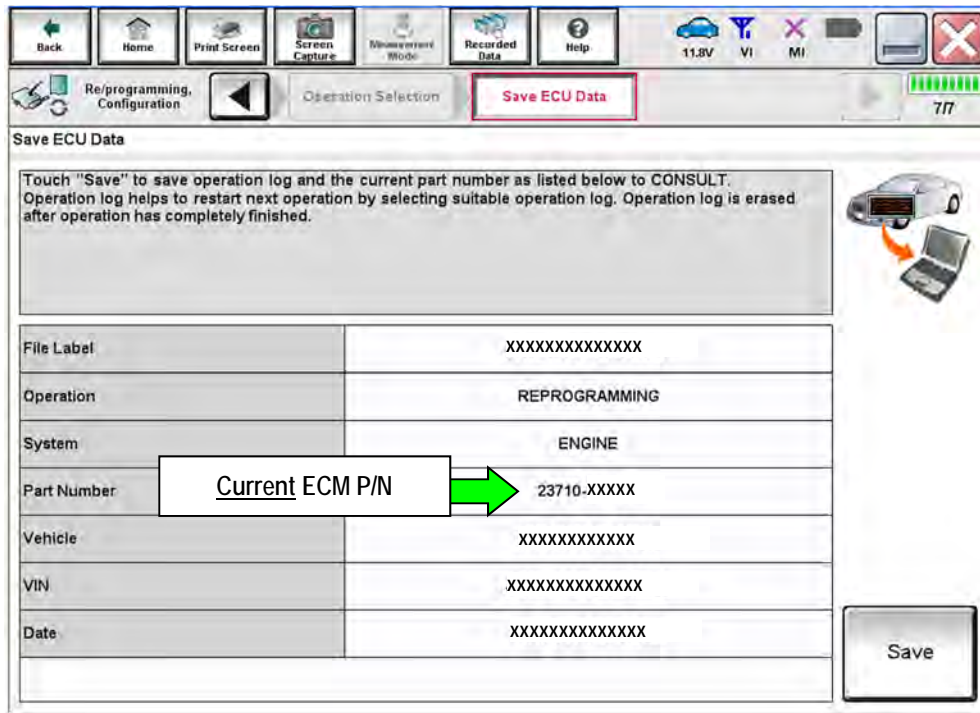 Back
Home
Print Screen
Screen Capture
Measurement Mode
Recorded Data
Help
11.8V
VI
MI
Re/programming, Configuration
Operation Selection
Save ECU Data
7/7
Save ECU Data
Touch "Save" to save operation log and the current part number as listed below to CONSULT.
Operation log helps to restart next operation by selecting suitable operation log. Operation log is erased
after operation has completely finished.
File Label XXXXXXXXXXXXXX
Operation REPROGRAMMING
System ENGINE
Part Number Current ECM P/N 23710-XXXXX
Vehicle XXXXXXXXXXXX
VIN XXXXXXXXXXXXXX
Date XXXXXXXXXXXXXX
Save